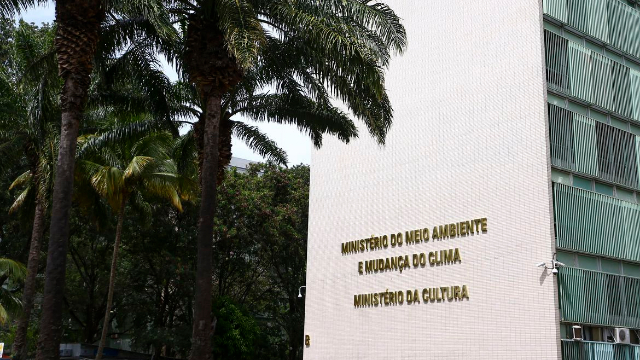 MINISTÉRIO DO MEIO AMBIENTE
E MUDANÇA DO CLIMA
MINISTÉRIO DA CULTURA
B